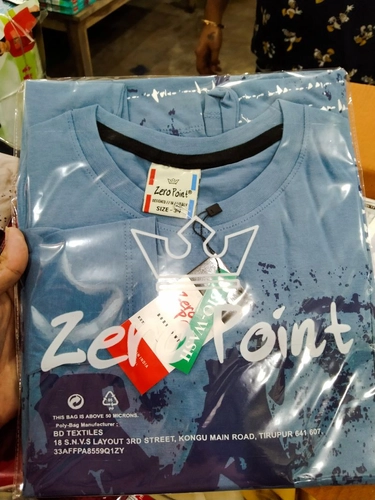 Zero Point
SIZE - 34
Zero Point
THIS BAG IS ABOVE 50 MICRONS.
Poly-Bag Manufacturer :
BD TEXTILES
18 S.N.V.S LAYOUT 3RD STREET, KONGU MAIN ROAD, TIRUPUR 641 607.
33AFFPA8559Q1ZY